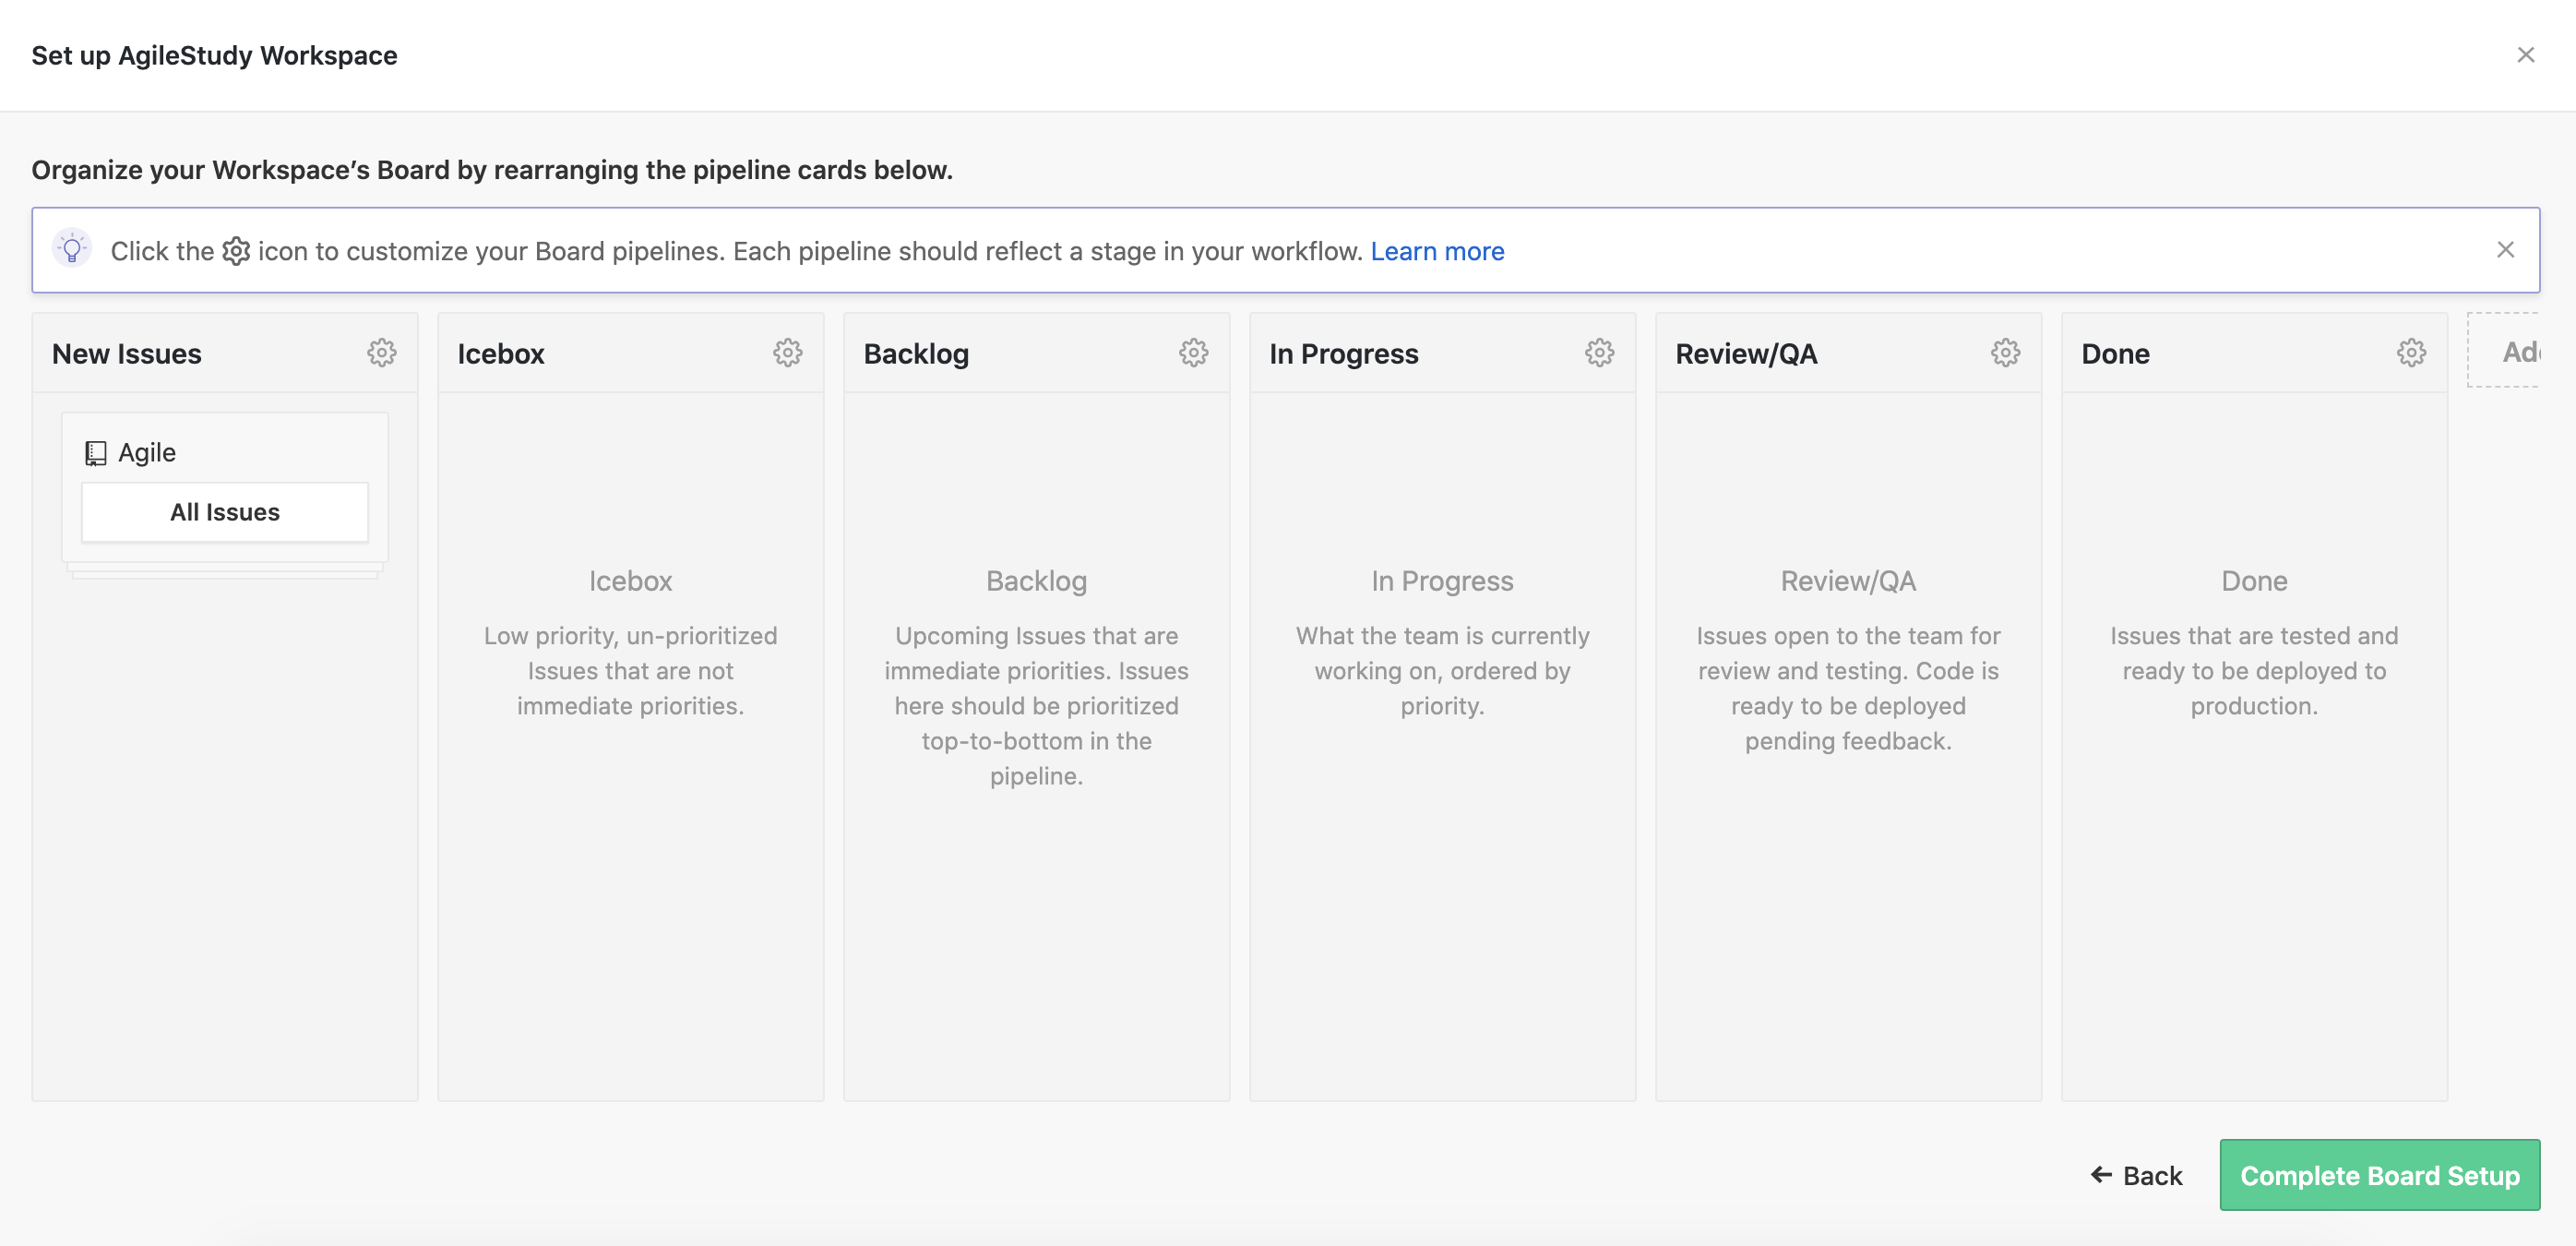 Set up AgileStudy Workspace
Organize your Workspace’s Board by rearranging the pipeline cards below.
Click the icon to customize your Board pipelines. Each pipeline should reflect a stage in your workflow. Learn more
New Issues
Agile
All Issues
Icebox
Icebox
Low priority, un-prioritized
Issues that are not
immediate priorities.
Backlog
Backlog
Upcoming Issues that are
immediate priorities. Issues
here should be prioritized
top-to-bottom in the
pipeline.
In Progress
In Progress
What the team is currently
working on, ordered by
priority.
Review/QA
Review/QA
Issues open to the team for
review and testing. Code is
ready to be deployed
pending feedback.
Done
Done
Issues that are tested and
ready to be deployed to
production.
Back
Complete Board Setup